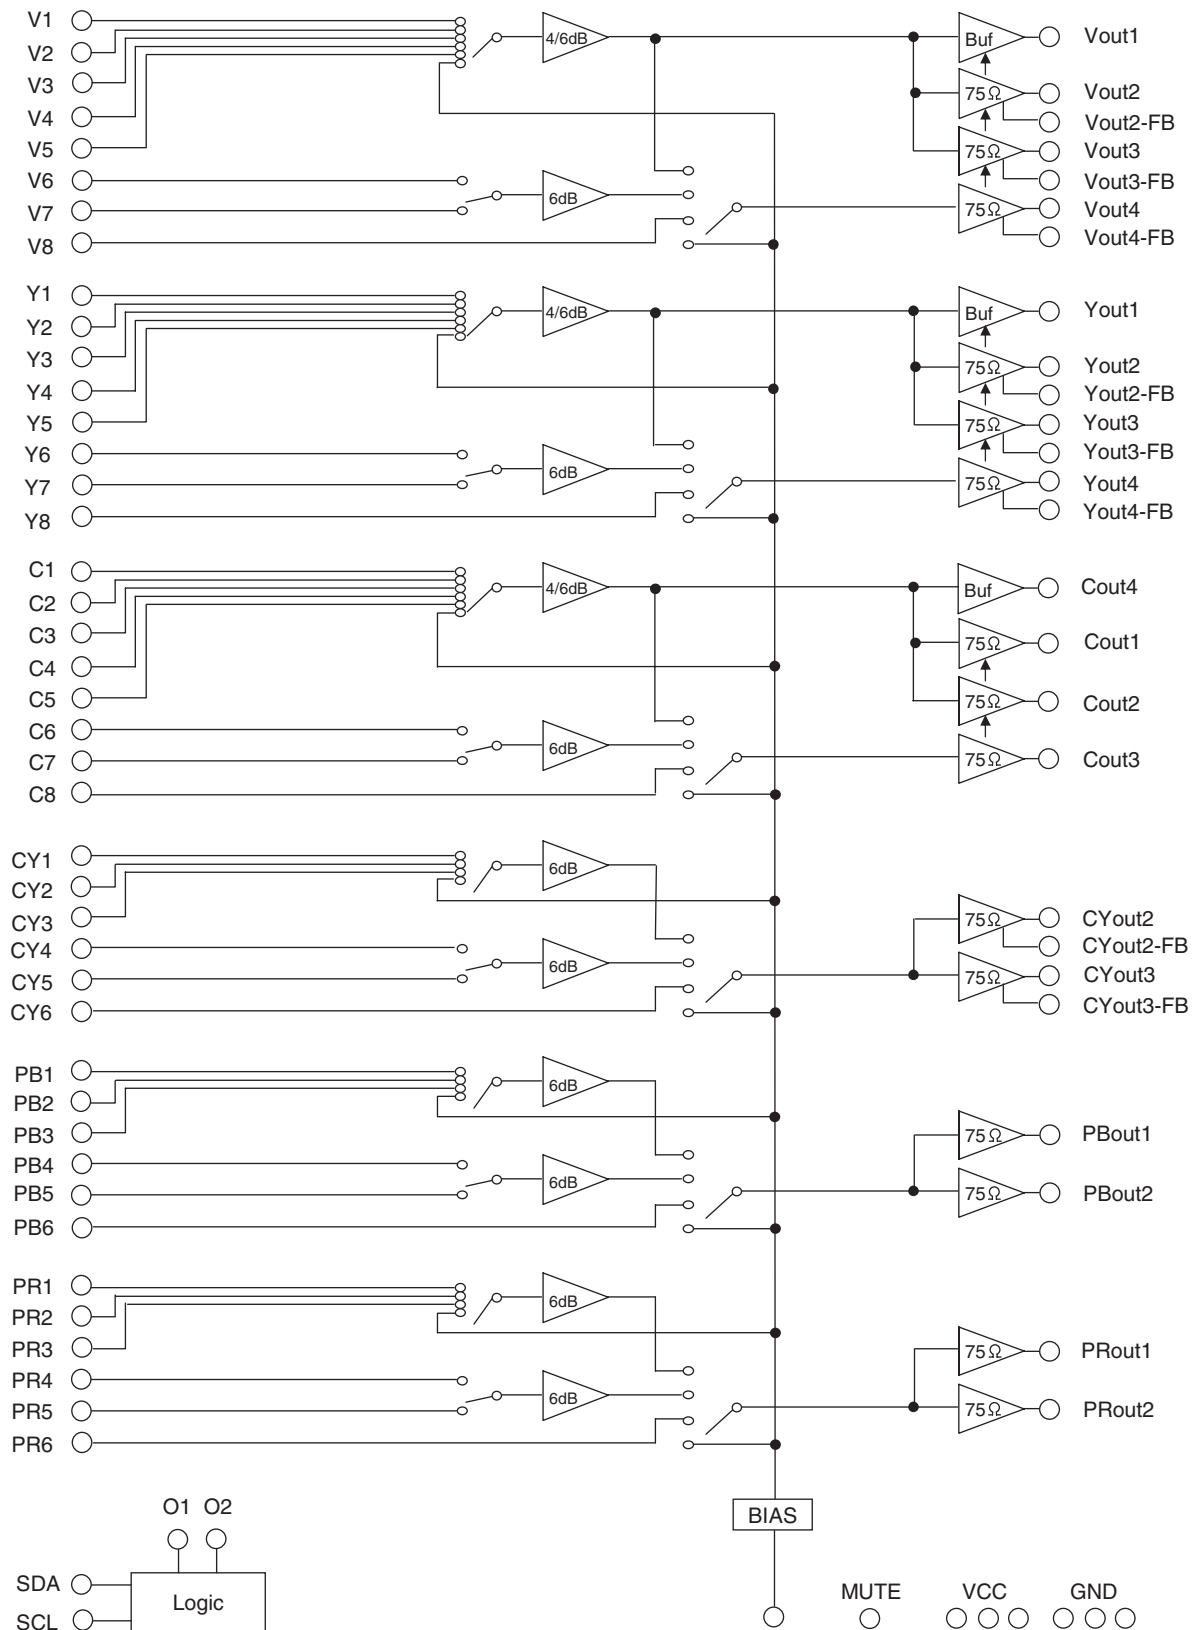 V1
V2
V3
V4
V5
V6
V7
V8
4/6dB
6dB
Buf
75Ω
75Ω
75Ω
Vout1
Vout2
Vout2-FB
Vout3
Vout3-FB
Vout4
Vout4-FB
Y1
Y2
Y3
Y4
Y5
Y6
Y7
Y8
4/6dB
6dB
Buf
75Ω
75Ω
75Ω
Yout1
Yout2
Yout2-FB
Yout3
Yout3-FB
Yout4
Yout4-FB
C1
C2
C3
C4
C5
C6
C7
C8
4/6dB
6dB
Buf
75Ω
75Ω
75Ω
Cout4
Cout1
Cout2
Cout3
CY1
CY2
CY3
CY4
CY5
CY6
6dB
6dB
75Ω
75Ω
CYout2
CYout2-FB
CYout3
CYout3-FB
PB1
PB2
PB3
PB4
PB5
PB6
6dB
6dB
75Ω
75Ω
PBout1
PBout2
PR1
PR2
PR3
PR4
PR5
PR6
6dB
6dB
75Ω
75Ω
PRout1
PRout2
O1 O2
BIAS
SDA
SCL
Logic
MUTE VCC GND